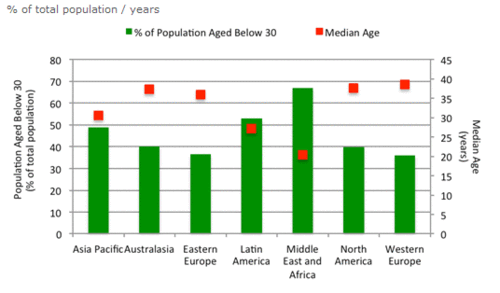 % of total population / years
% of Population Aged Below 30
Median Age
Population Aged Below 30
(% of total population)
80
70
60
50
40
30
20
10
0
45
40
35
30
25
20
15
10
5
0
Median Age
(years)
Asia Pacific
Australasia
Eastern
Europe
Latin
America
Middle
East and
Africa
North
America
Western
Europe